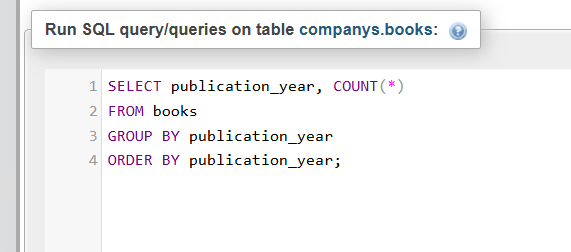 Run SQL query/queries on table companys.books:
1 SELECT publication_year, COUNT(*)
2 FROM books
3 GROUP BY publication_year
4 ORDER BY publication_year;